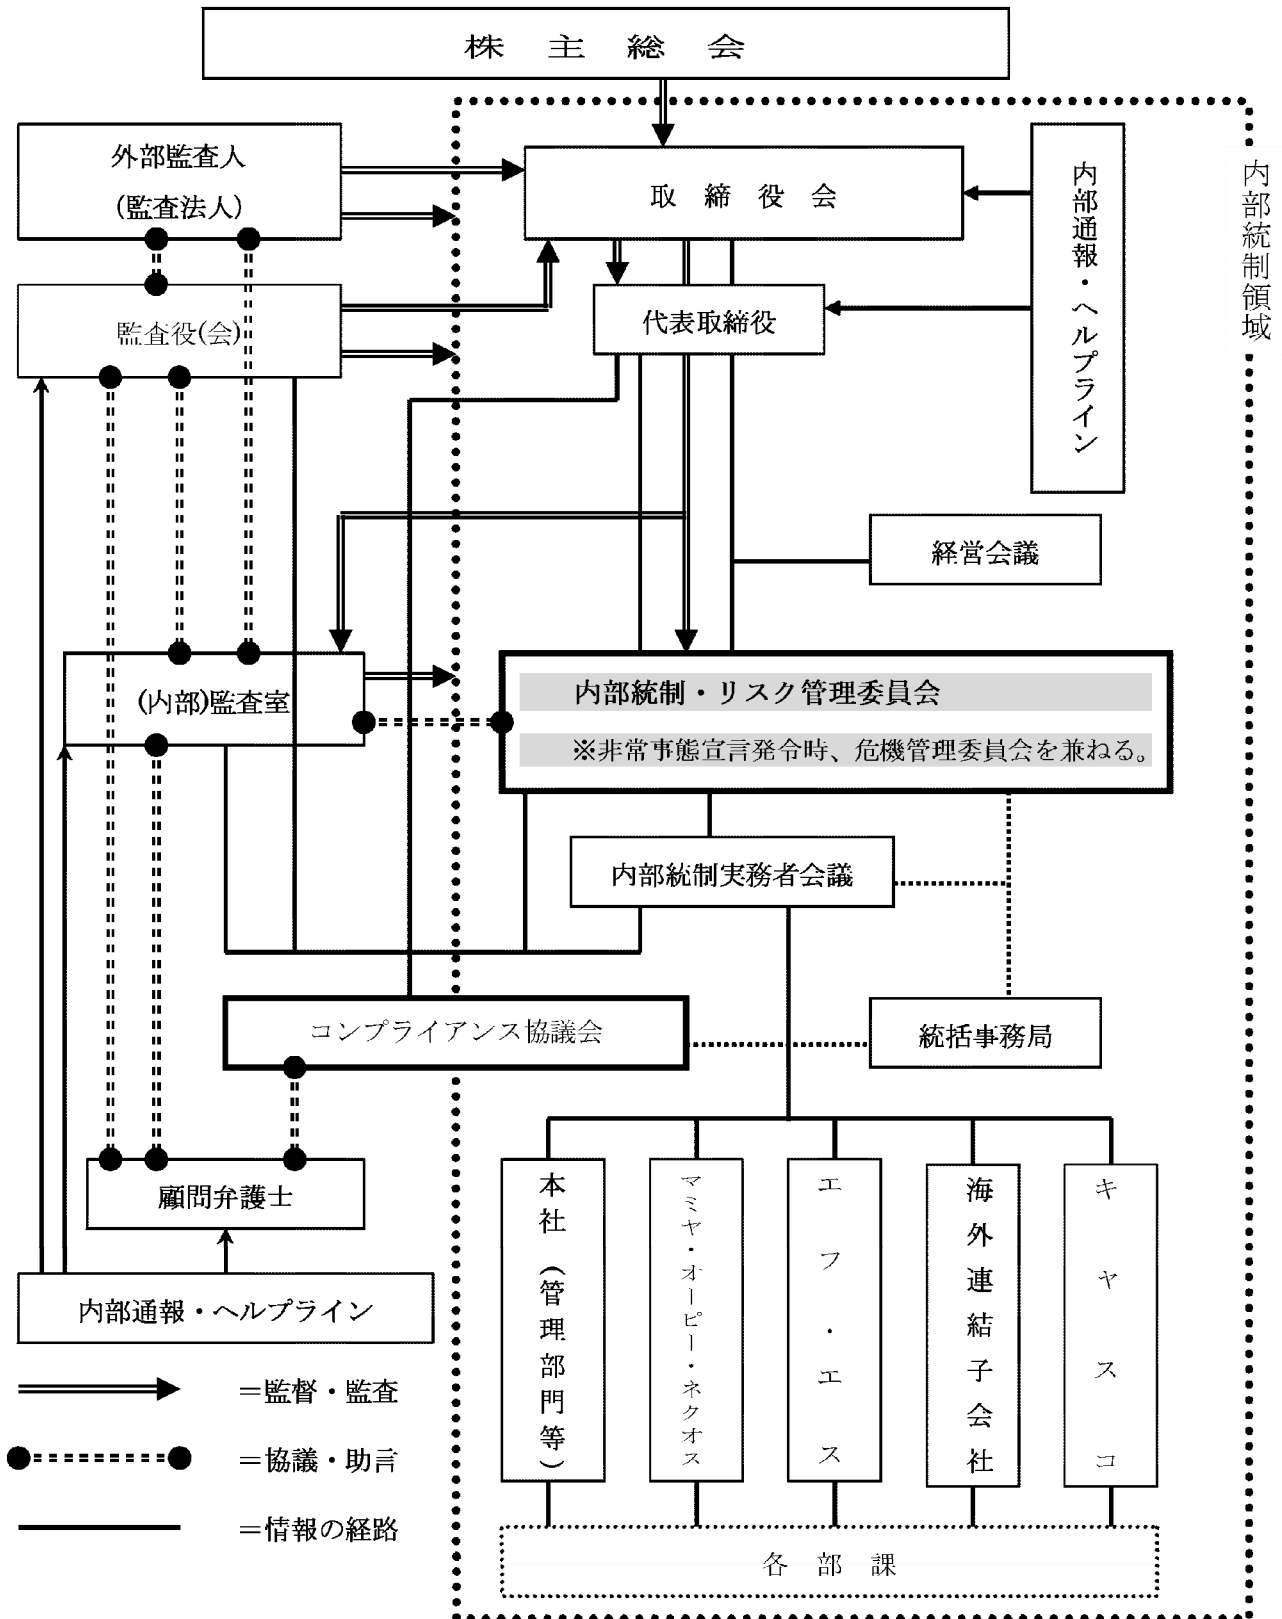 株主総会
外部監査人
(監査法人)
取締役会
内部通報・ヘルプライン
内部統制領域
監査役(会)
代表取締役
経営会議
(内部)監査室
内部統制・リスク管理委員会
※非常事態宣言発令時、危機管理委員会を兼ねる。
内部統制実務者会議
コンプライアンス協議会
統括事務局
顧問弁護士
内部通報・ヘルプライン
本社(管理部門等)
マミヤ・オーピー・ネクオス
エフ・エス
海外連結子会社
キャスコ
各部課
＝監督・監査
＝協議・助言
＝情報の経路